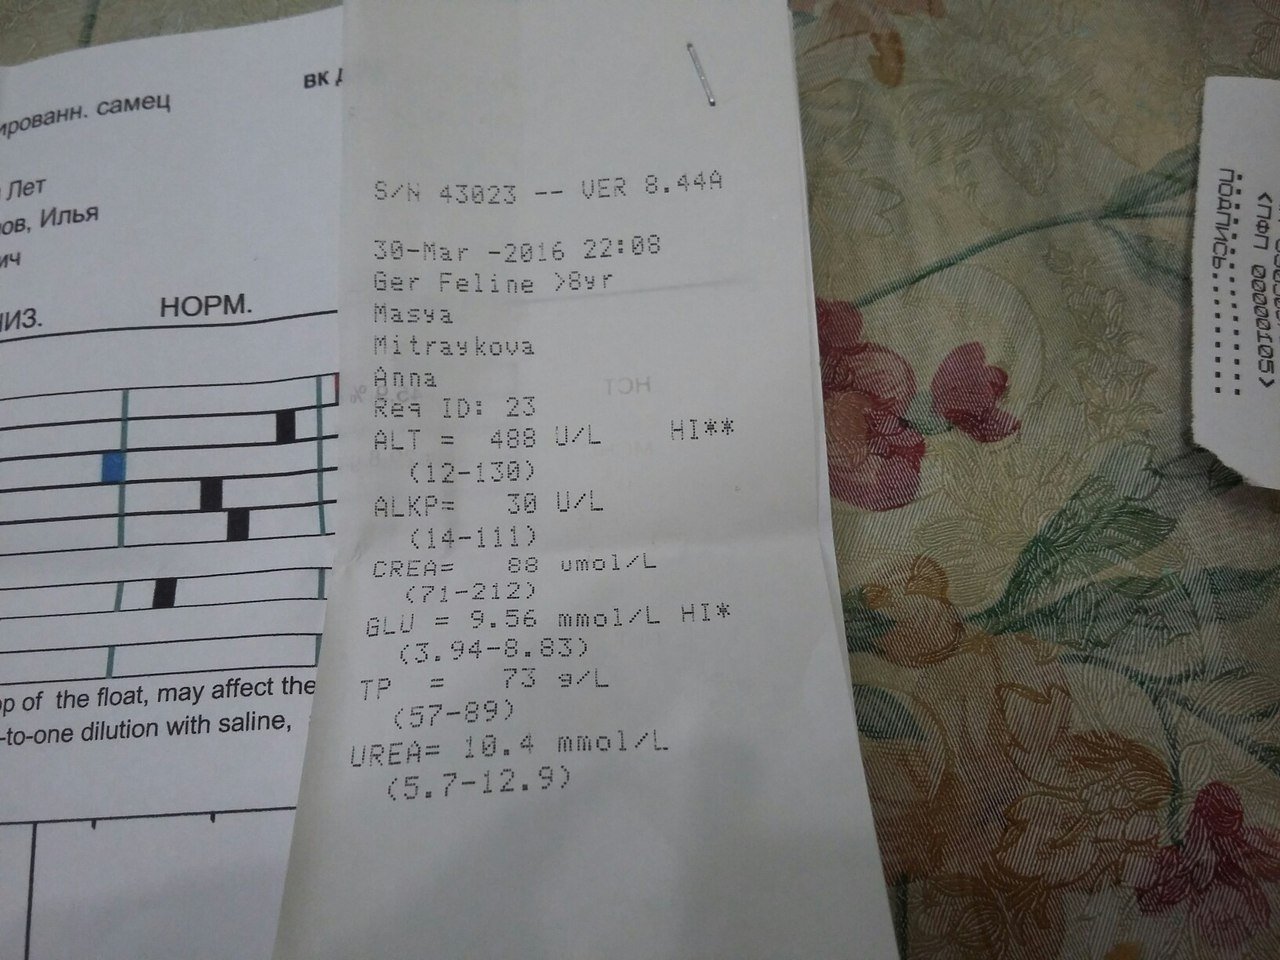 ированн. самец
ВК
Лет
ов, Илья
ич
ИЗ.
НОРМ.
op of the float, may affect the
-to-one dilution with saline,
S/N 43023 -- VER 8.44A
30-Mar -2016 22:08
Ger Feline >8yr
Masya
Mitraykova
Anna
Req ID: 23
ALT = 488 U/L HI**
(12-130)
ALKP= 30 U/L
(14-111)
CREA= 88 umol/L
(71-212)
GLU = 9.56 mmol/L HI*
(3.94-8.83)
TP = 73 g/L
(57-89)
UREA= 10.4 mmol/L
(5.7-12.9)
HCT
<ПФП 00000105>
ПОДПИСЬ